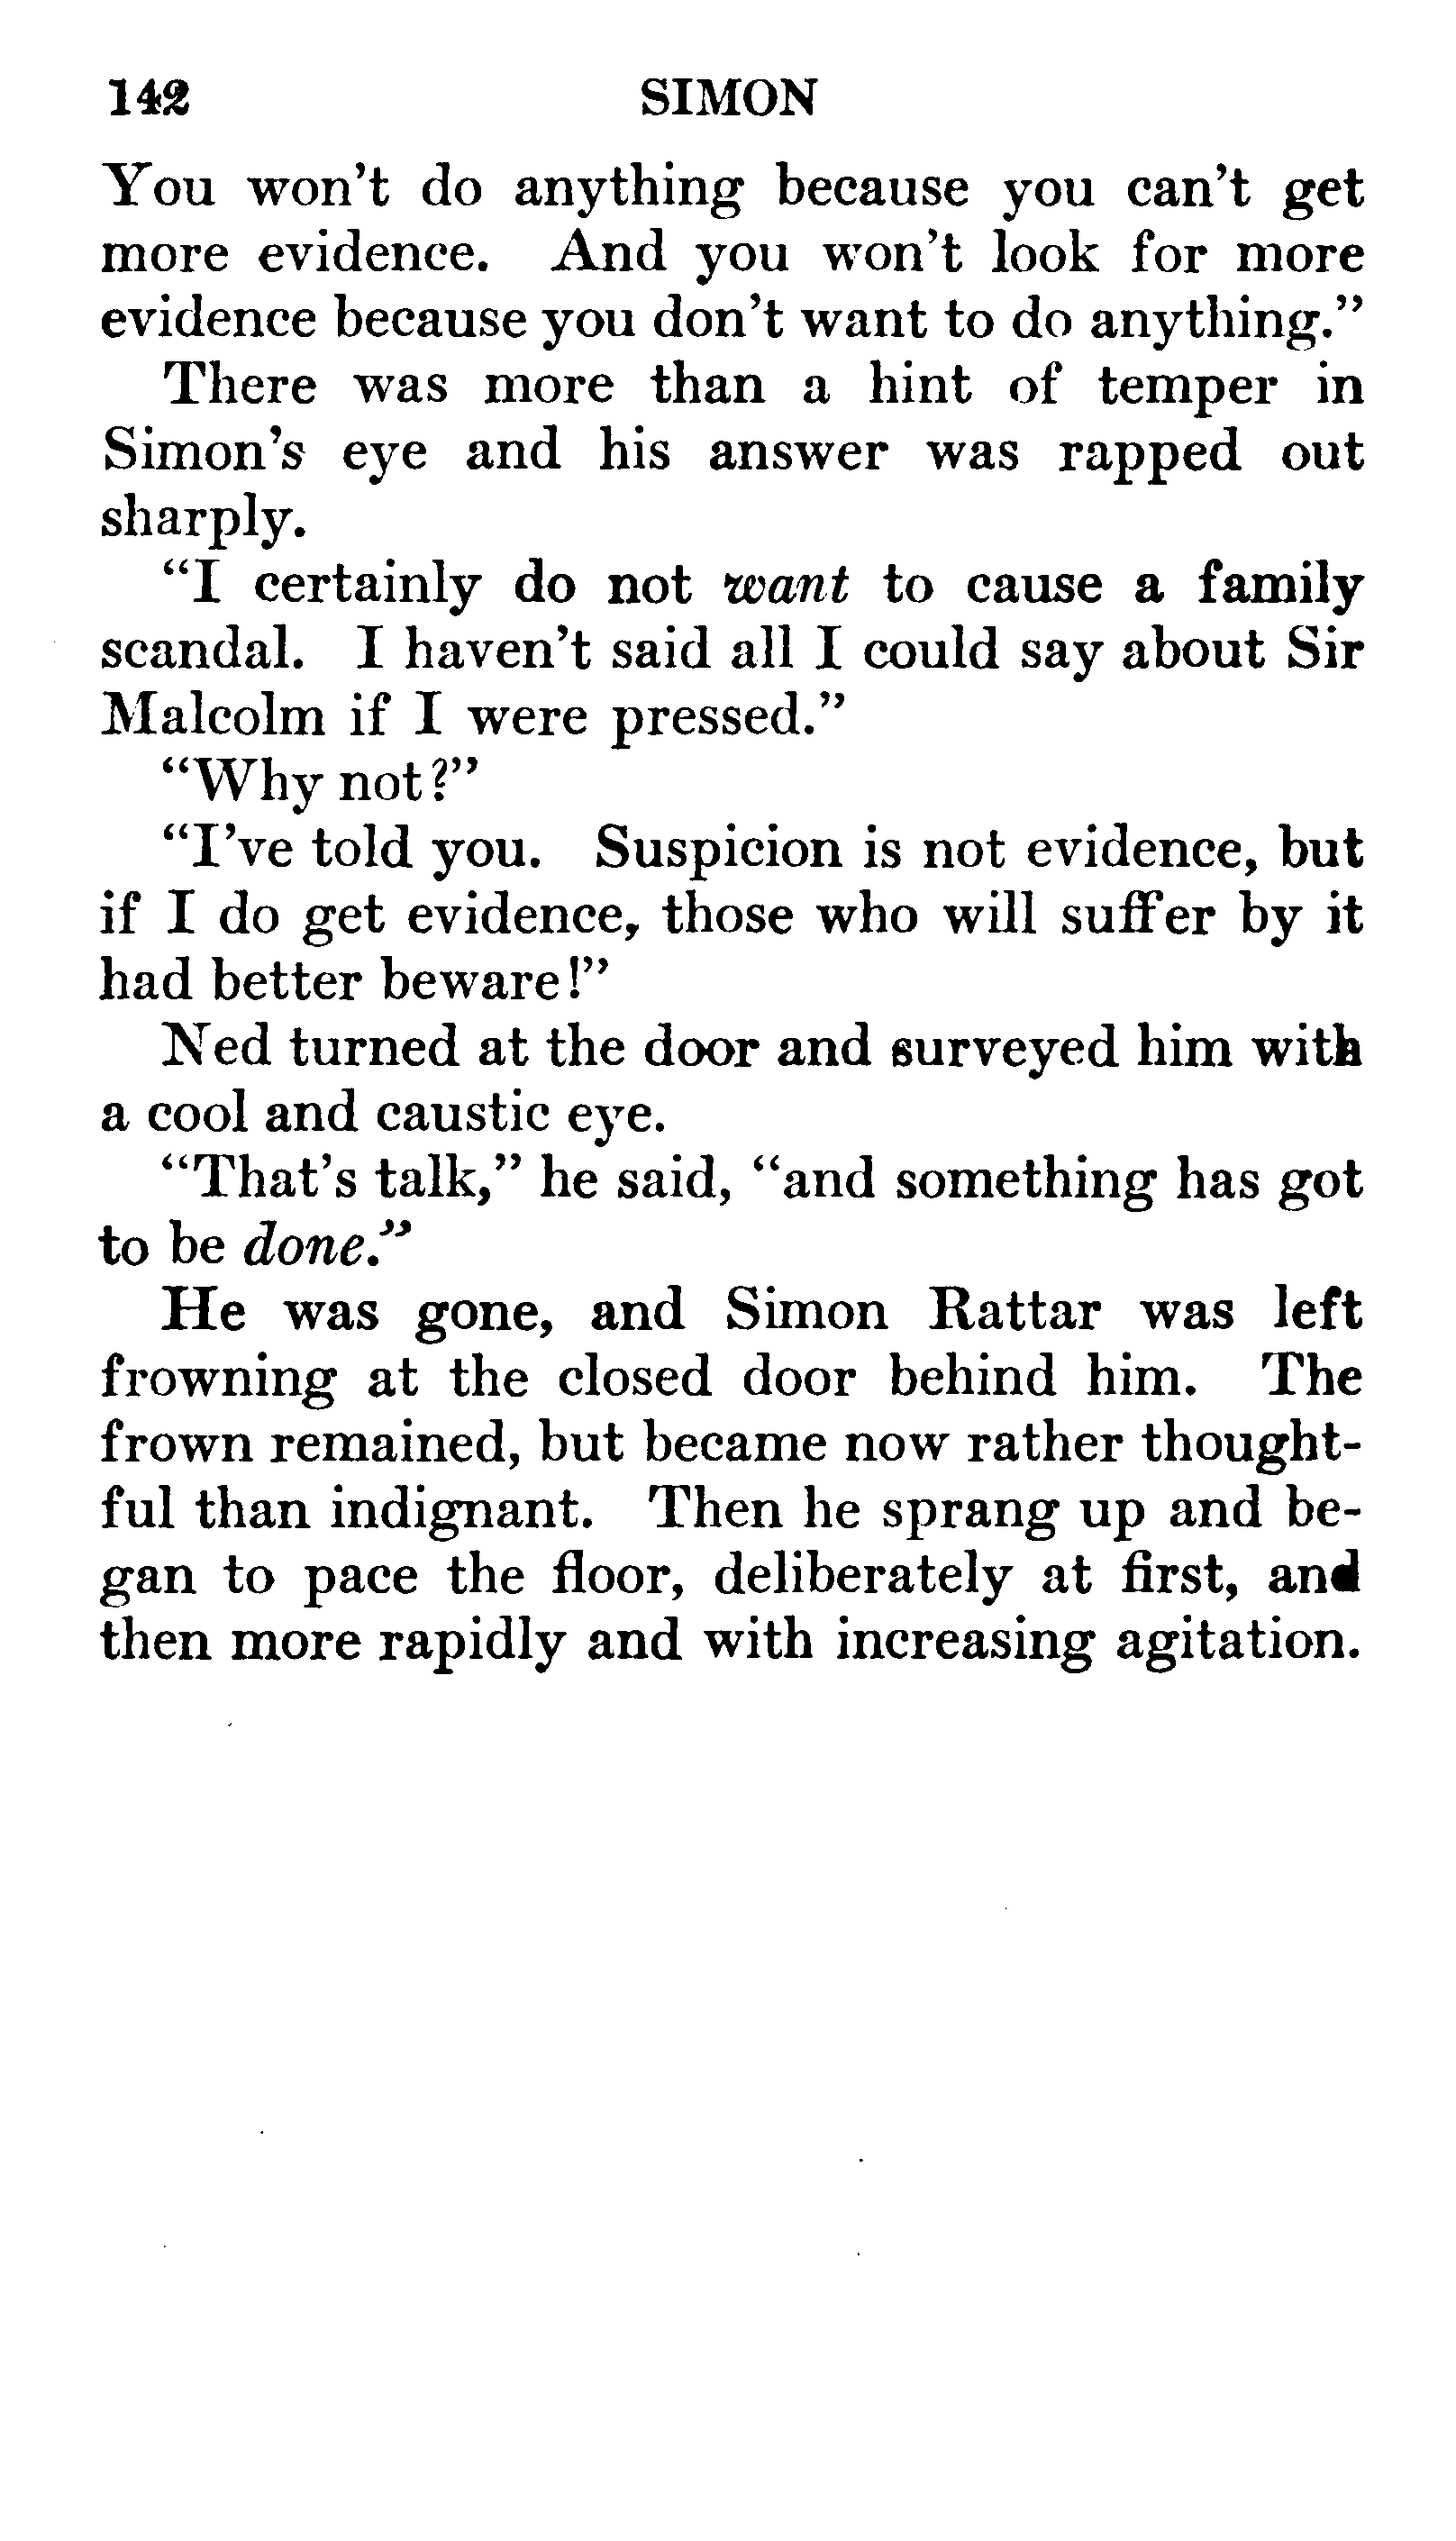 142 SIMON
You won't do anything because you can't get
more evidence. And you won't look for more
evidence because you don't want to do anything."
There was more than a hint of temper in
Simon's eye and his answer was rapped out
sharply.
"I certainly do not want to cause a family
scandal. I haven't said all I could say about Sir
Malcolm if I were pressed."
"Why not?"
"I've told you. Suspicion is not evidence, but
if I do get evidence, those who will suffer by it
had better beware!"
Ned turned at the door and surveyed him with
a cool and caustic eye.
"That's talk," he said, "and something has got
to be done."
He was gone, and Simon Rattar was left
frowning at the closed door behind him. The
frown remained, but became now rather thought-
ful than indignant. Then he sprang up and be-
gan to pace the floor, deliberately at first, and
then more rapidly and with increasing agitation.